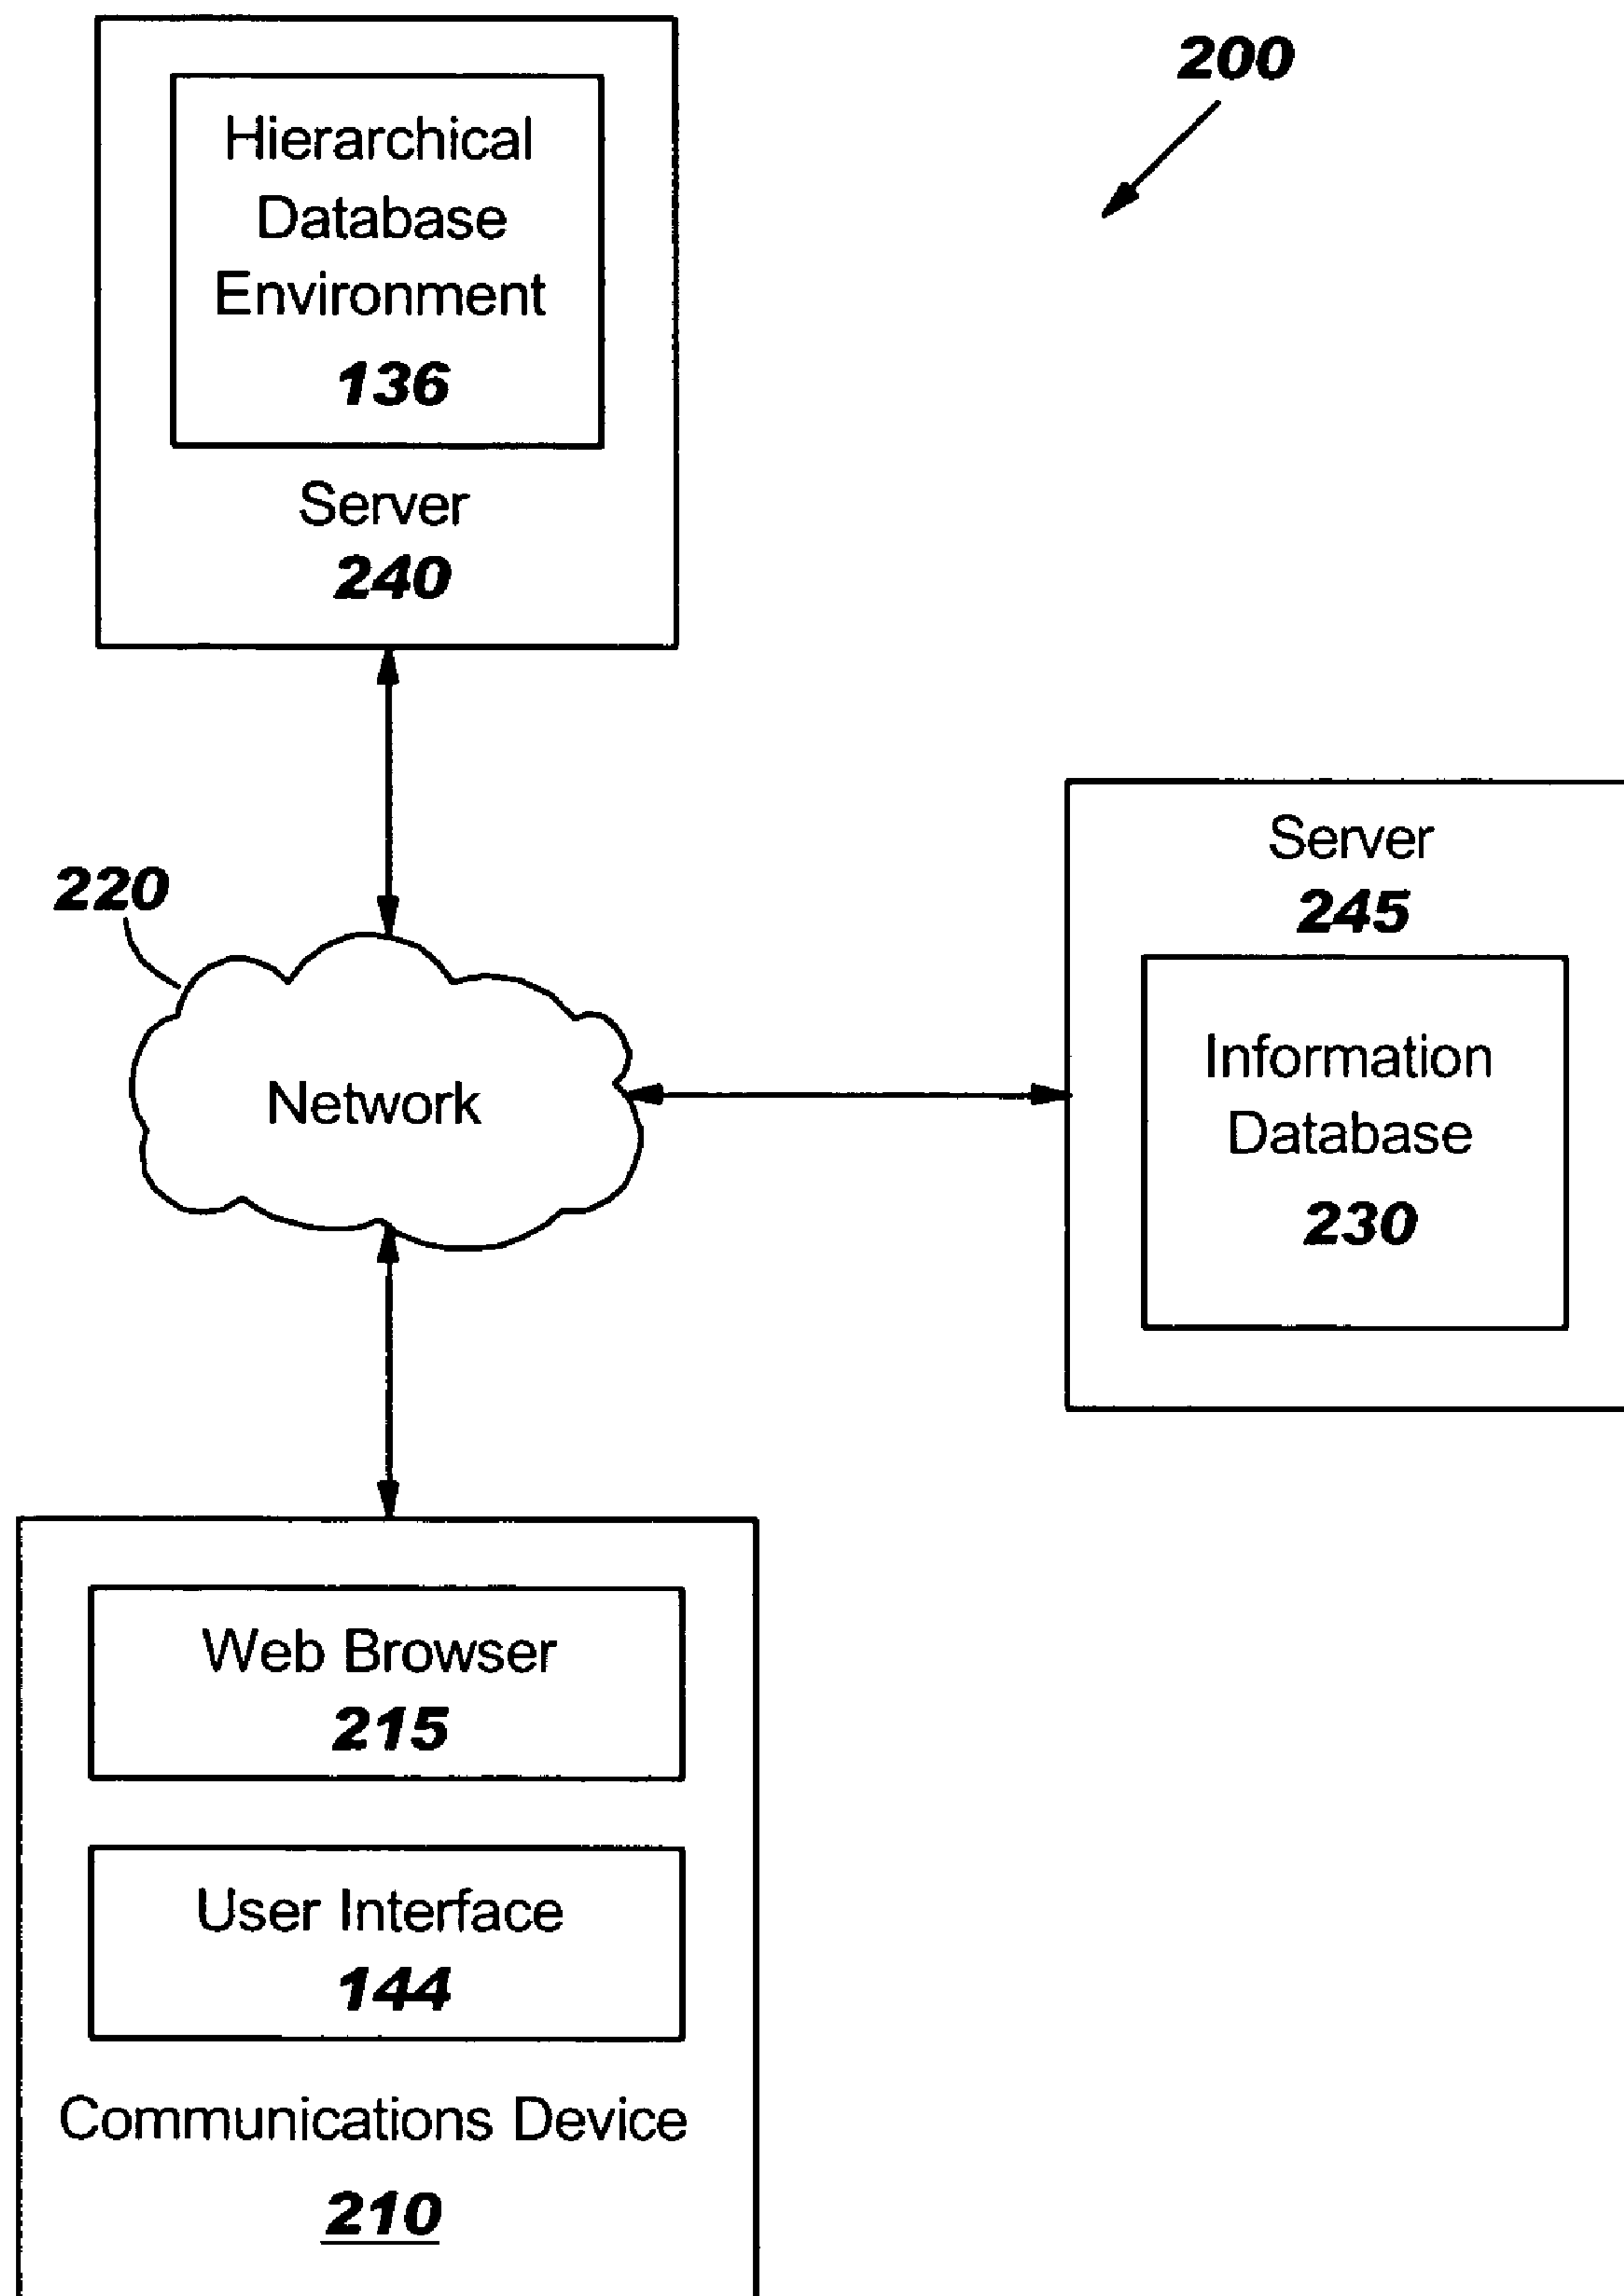 200
Hierarchical
Database
Environment
136
Server
240
220
Network
Server
245
Information
Database
230
Web Browser
215
User Interface
144
Communications Device
210